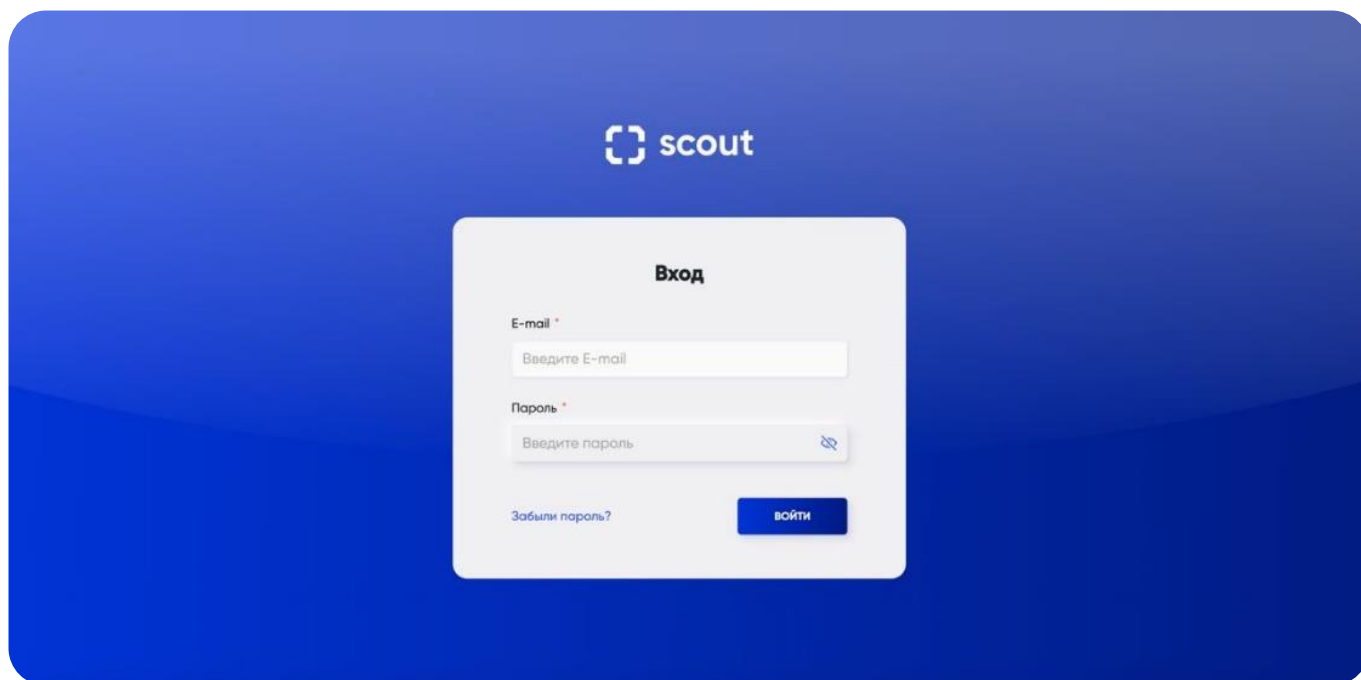 scout
Вход
E-mail *
Введите E-mail
Пароль *
Введите пароль
Забыли пароль?
ВОЙТИ